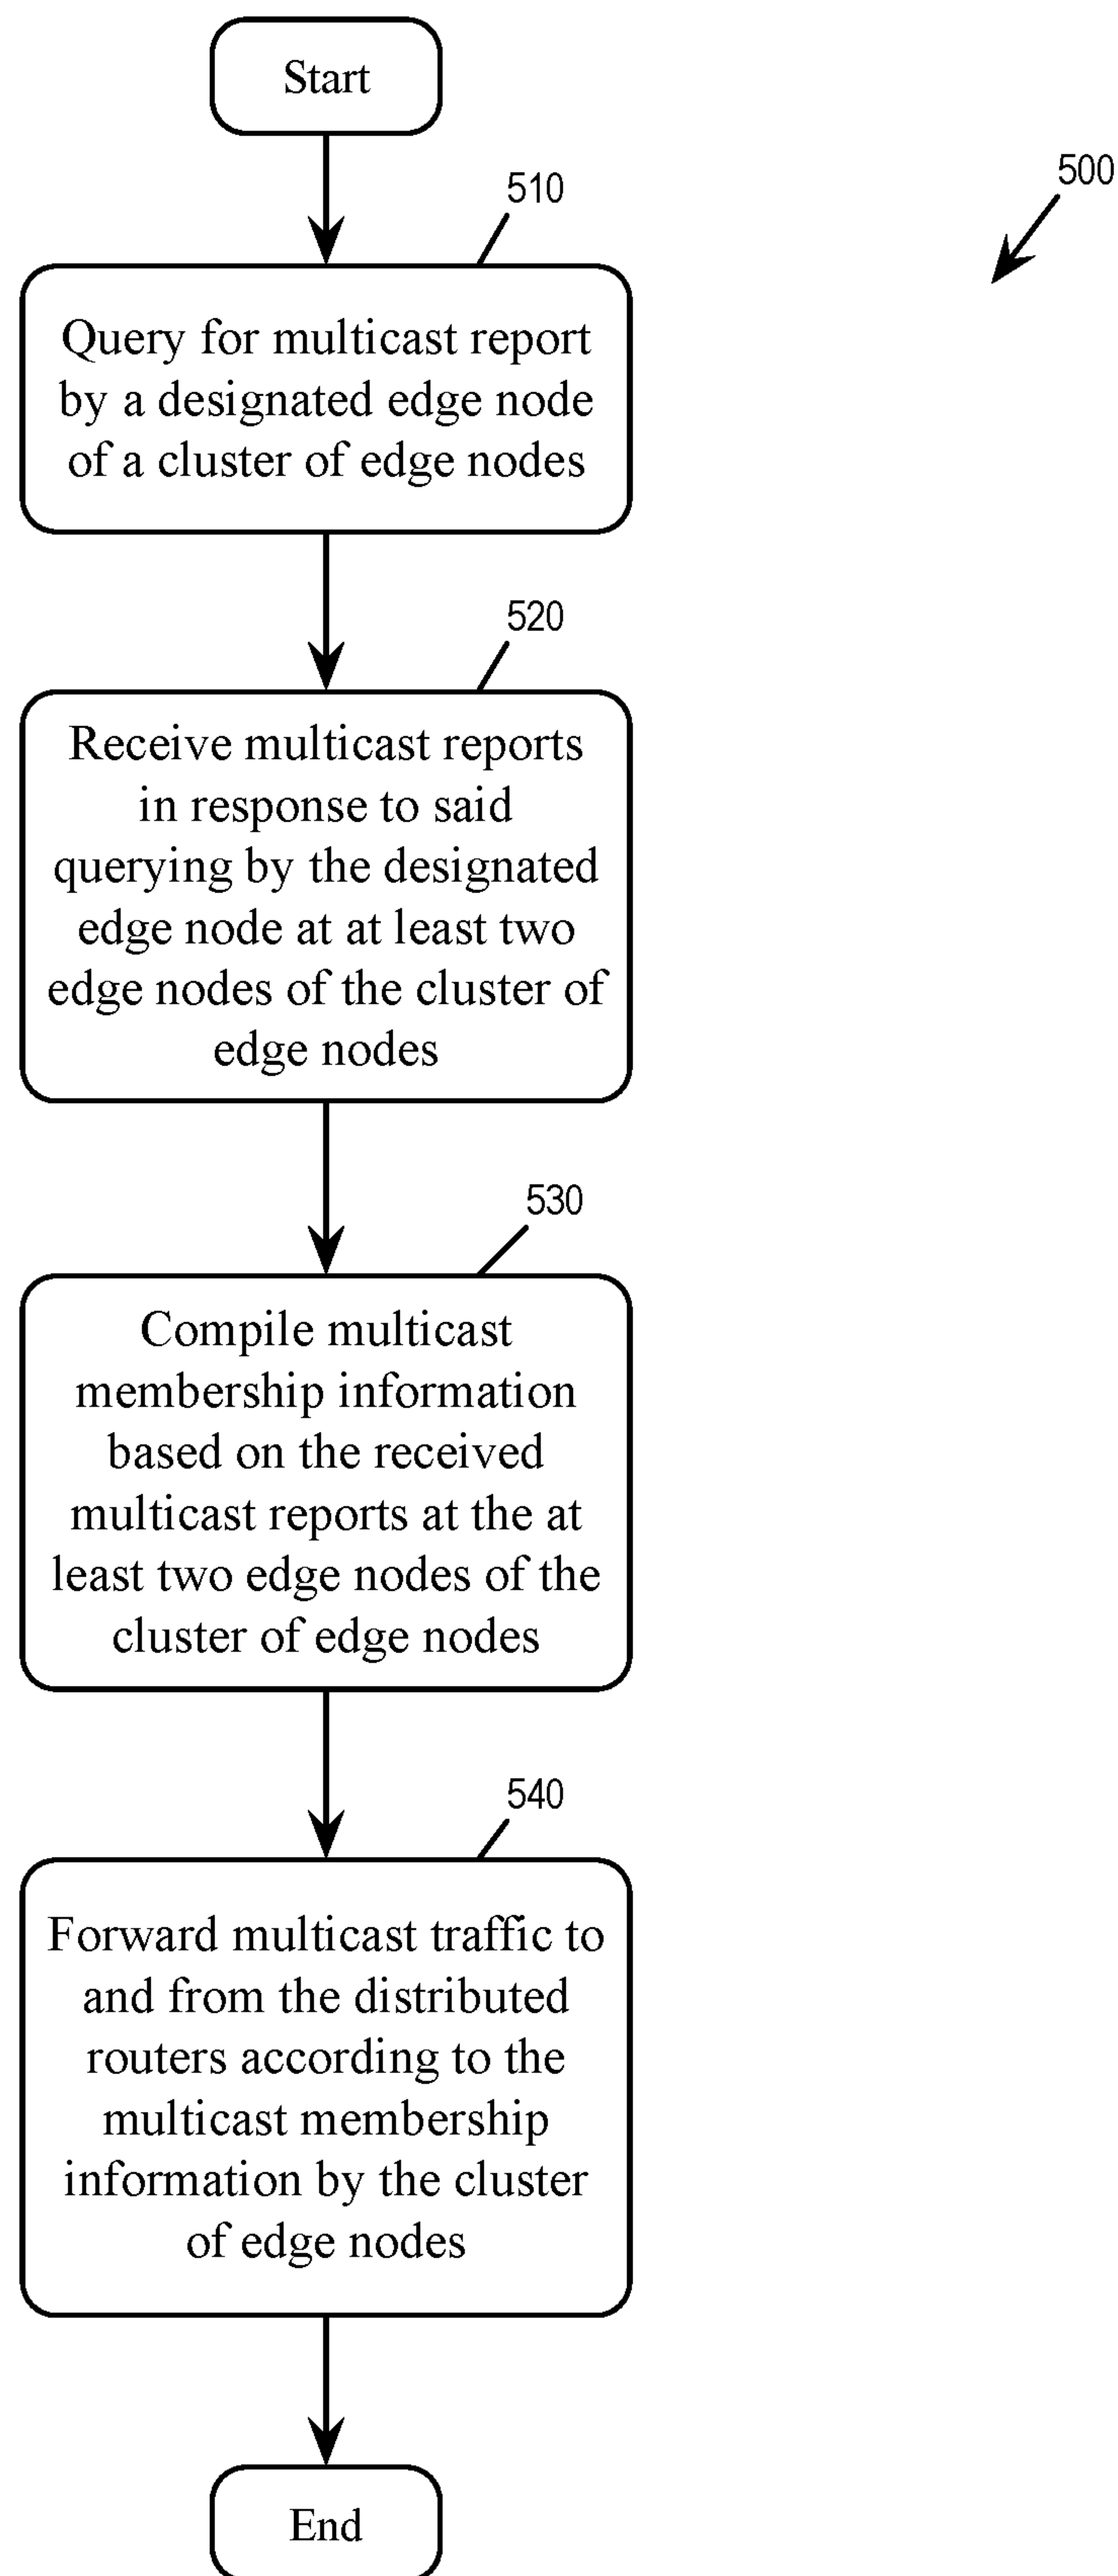 Start
500
510
Query for multicast report
by a designated edge node
of a cluster of edge nodes
520
Receive multicast reports
in response to said
querying by the designated
edge node at at least two
edge nodes of the cluster of
edge nodes
530
Compile multicast
membership information
based on the received
multicast reports at the at
least two edge nodes of the
cluster of edge nodes
540
Forward multicast traffic to
and from the distributed
routers according to the
multicast membership
information by the cluster
of edge nodes
End